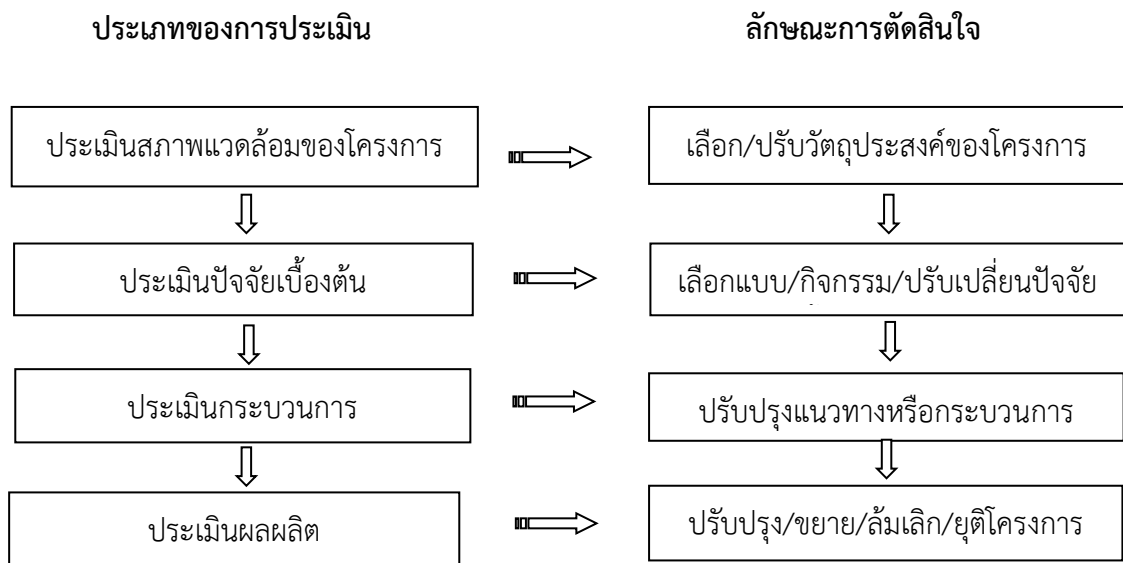 ประเภทของการประเมิน
ลักษณะการตัดสินใจ
ประเมินสภาพแวดล้อมของโครงการ
เลือก/ปรับวัตถุประสงค์ของโครงการ
ประเมินปัจจัยเบื้องต้น
เลือกแบบ/กิจกรรม/ปรับเปลี่ยนปัจจัย
ประเมินกระบวนการ
ปรับปรุงแนวทางหรือกระบวนการ
ประเมินผลผลิต
ปรับปรุง/ขยาย/ล้มเลิก/ยุติโครงการ